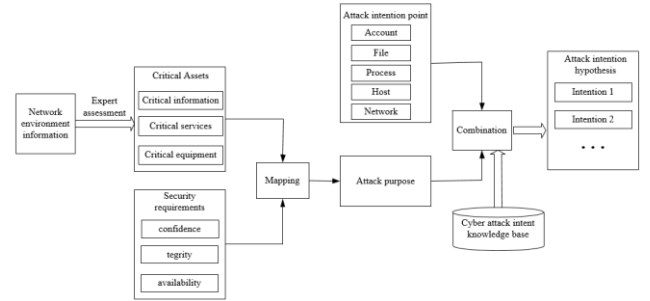 Network
environment
information
Expert
assessment
Critical Assets
Critical information
Critical services
Critical equipment
Security
requirements
confidence
tegrity
availability
Mapping
Attack intention point
Account
File
Process
Host
Network
Attack purpose
Combination
Cyber attack intent
knowledge base
Attack intention
hypothesis
Intention 1
Intention 2
• • •